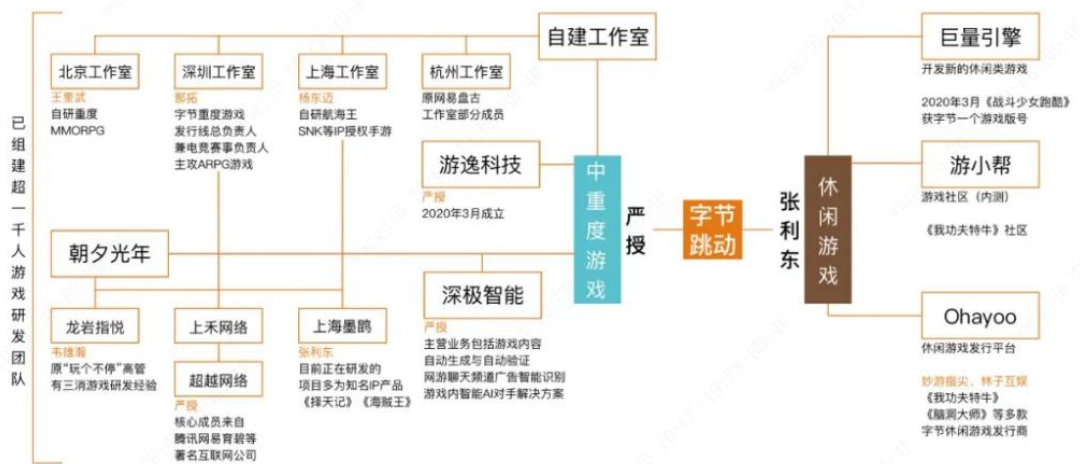 已组建超一千人游戏研发团队
自建工作室
北京工作室
王奎武
自研重度
MMORPG
深圳工作室
郭拓
字节重度游戏
发行线总负责人
兼电竞赛事负责人
主攻ARPG游戏
上海工作室
杨东迈
自研航海王
SNK等IP授权手游
杭州工作室
原网易盘古
工作室部分成员
游逸科技
严授
2020年3月成立
朝夕光年
深极智能
严授
主营业务包括游戏内容
自动生成与自动验证
网游聊天频道广告智能识别
游戏内智能AI对手解决方案
龙岩指悦
韦维瀚
原“玩个不停”高管
有三消游戏研发经验
上禾网络
超越网络
严授
核心成员来自
腾讯网易育碧等
著名互联网公司
上海墨鹍
张利东
目前正在研发的
项目多为知名IP产品
《择天记》《海贼王》
中重度游戏
严授
字节
跳动
张利东
休闲游戏
巨量引擎
开发新的休闲类游戏
2020年3月《战斗少女跑酷》
获字节一个游戏版号
游小帮
游戏社区（内测）
《我功夫特牛》社区
Ohayoo
休闲游戏发行平台
妙游指尖、林子互娱
《我功夫特牛》
《脑洞大师》等多款
字节休闲游戏发行商